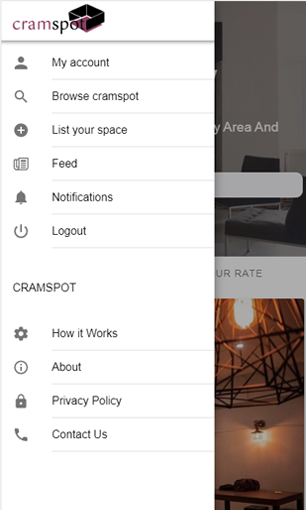 cramspot
My account
y Area And
Browse cramspot
List your space
Feed
Notifications
Logout
UR RATE
CRAMSPOT
How it Works
About
Privacy Policy
Contact Us